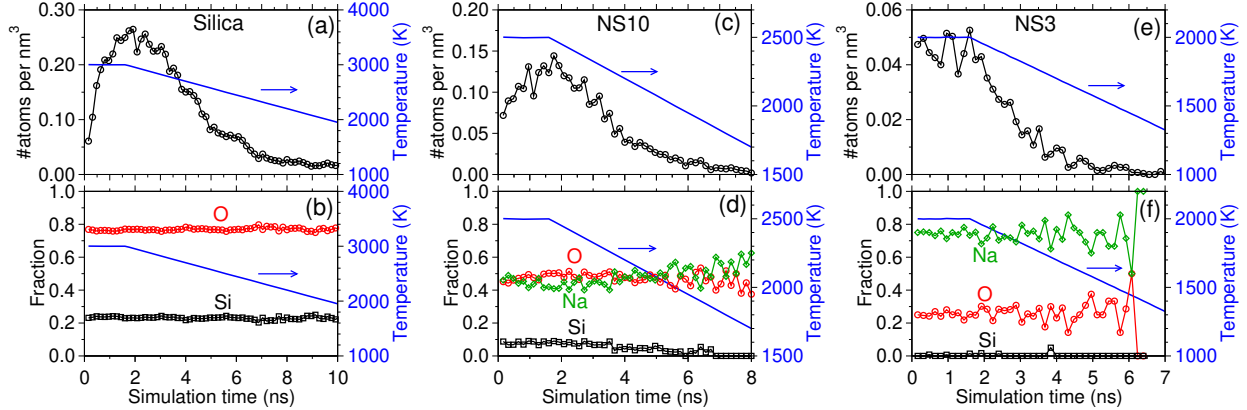 Silica
(a)
0.30
0.20
0.10
0.00
#atoms per nm3
4000
3000
2000
1000
Temperature (K)
NS10
(c)
0.20
0.15
0.10
0.05
0.00
#atoms per nm3
2500
2000
1500
Temperature (K)
NS3
(e)
0.06
0.04
0.02
0.00
#atoms per nm3
2000
1500
1000
Temperature (K)
(b)
O
Si
1.0
0.8
0.6
0.4
0.2
0.0
Fraction
4000
3000
2000
1000
Temperature (K)
0 2 4 6 8 10
Simulation time (ns)
(d)
O
Na
Si
1.0
0.8
0.6
0.4
0.2
0.0
Fraction
2500
2000
1500
Temperature (K)
0 2 4 6 8
Simulation time (ns)
(f)
Na
O
Si
1.0
0.8
0.6
0.4
0.2
0.0
Fraction
2000
1500
1000
Temperature (K)
0 1 2 3 4 5 6 7
Simulation time (ns)